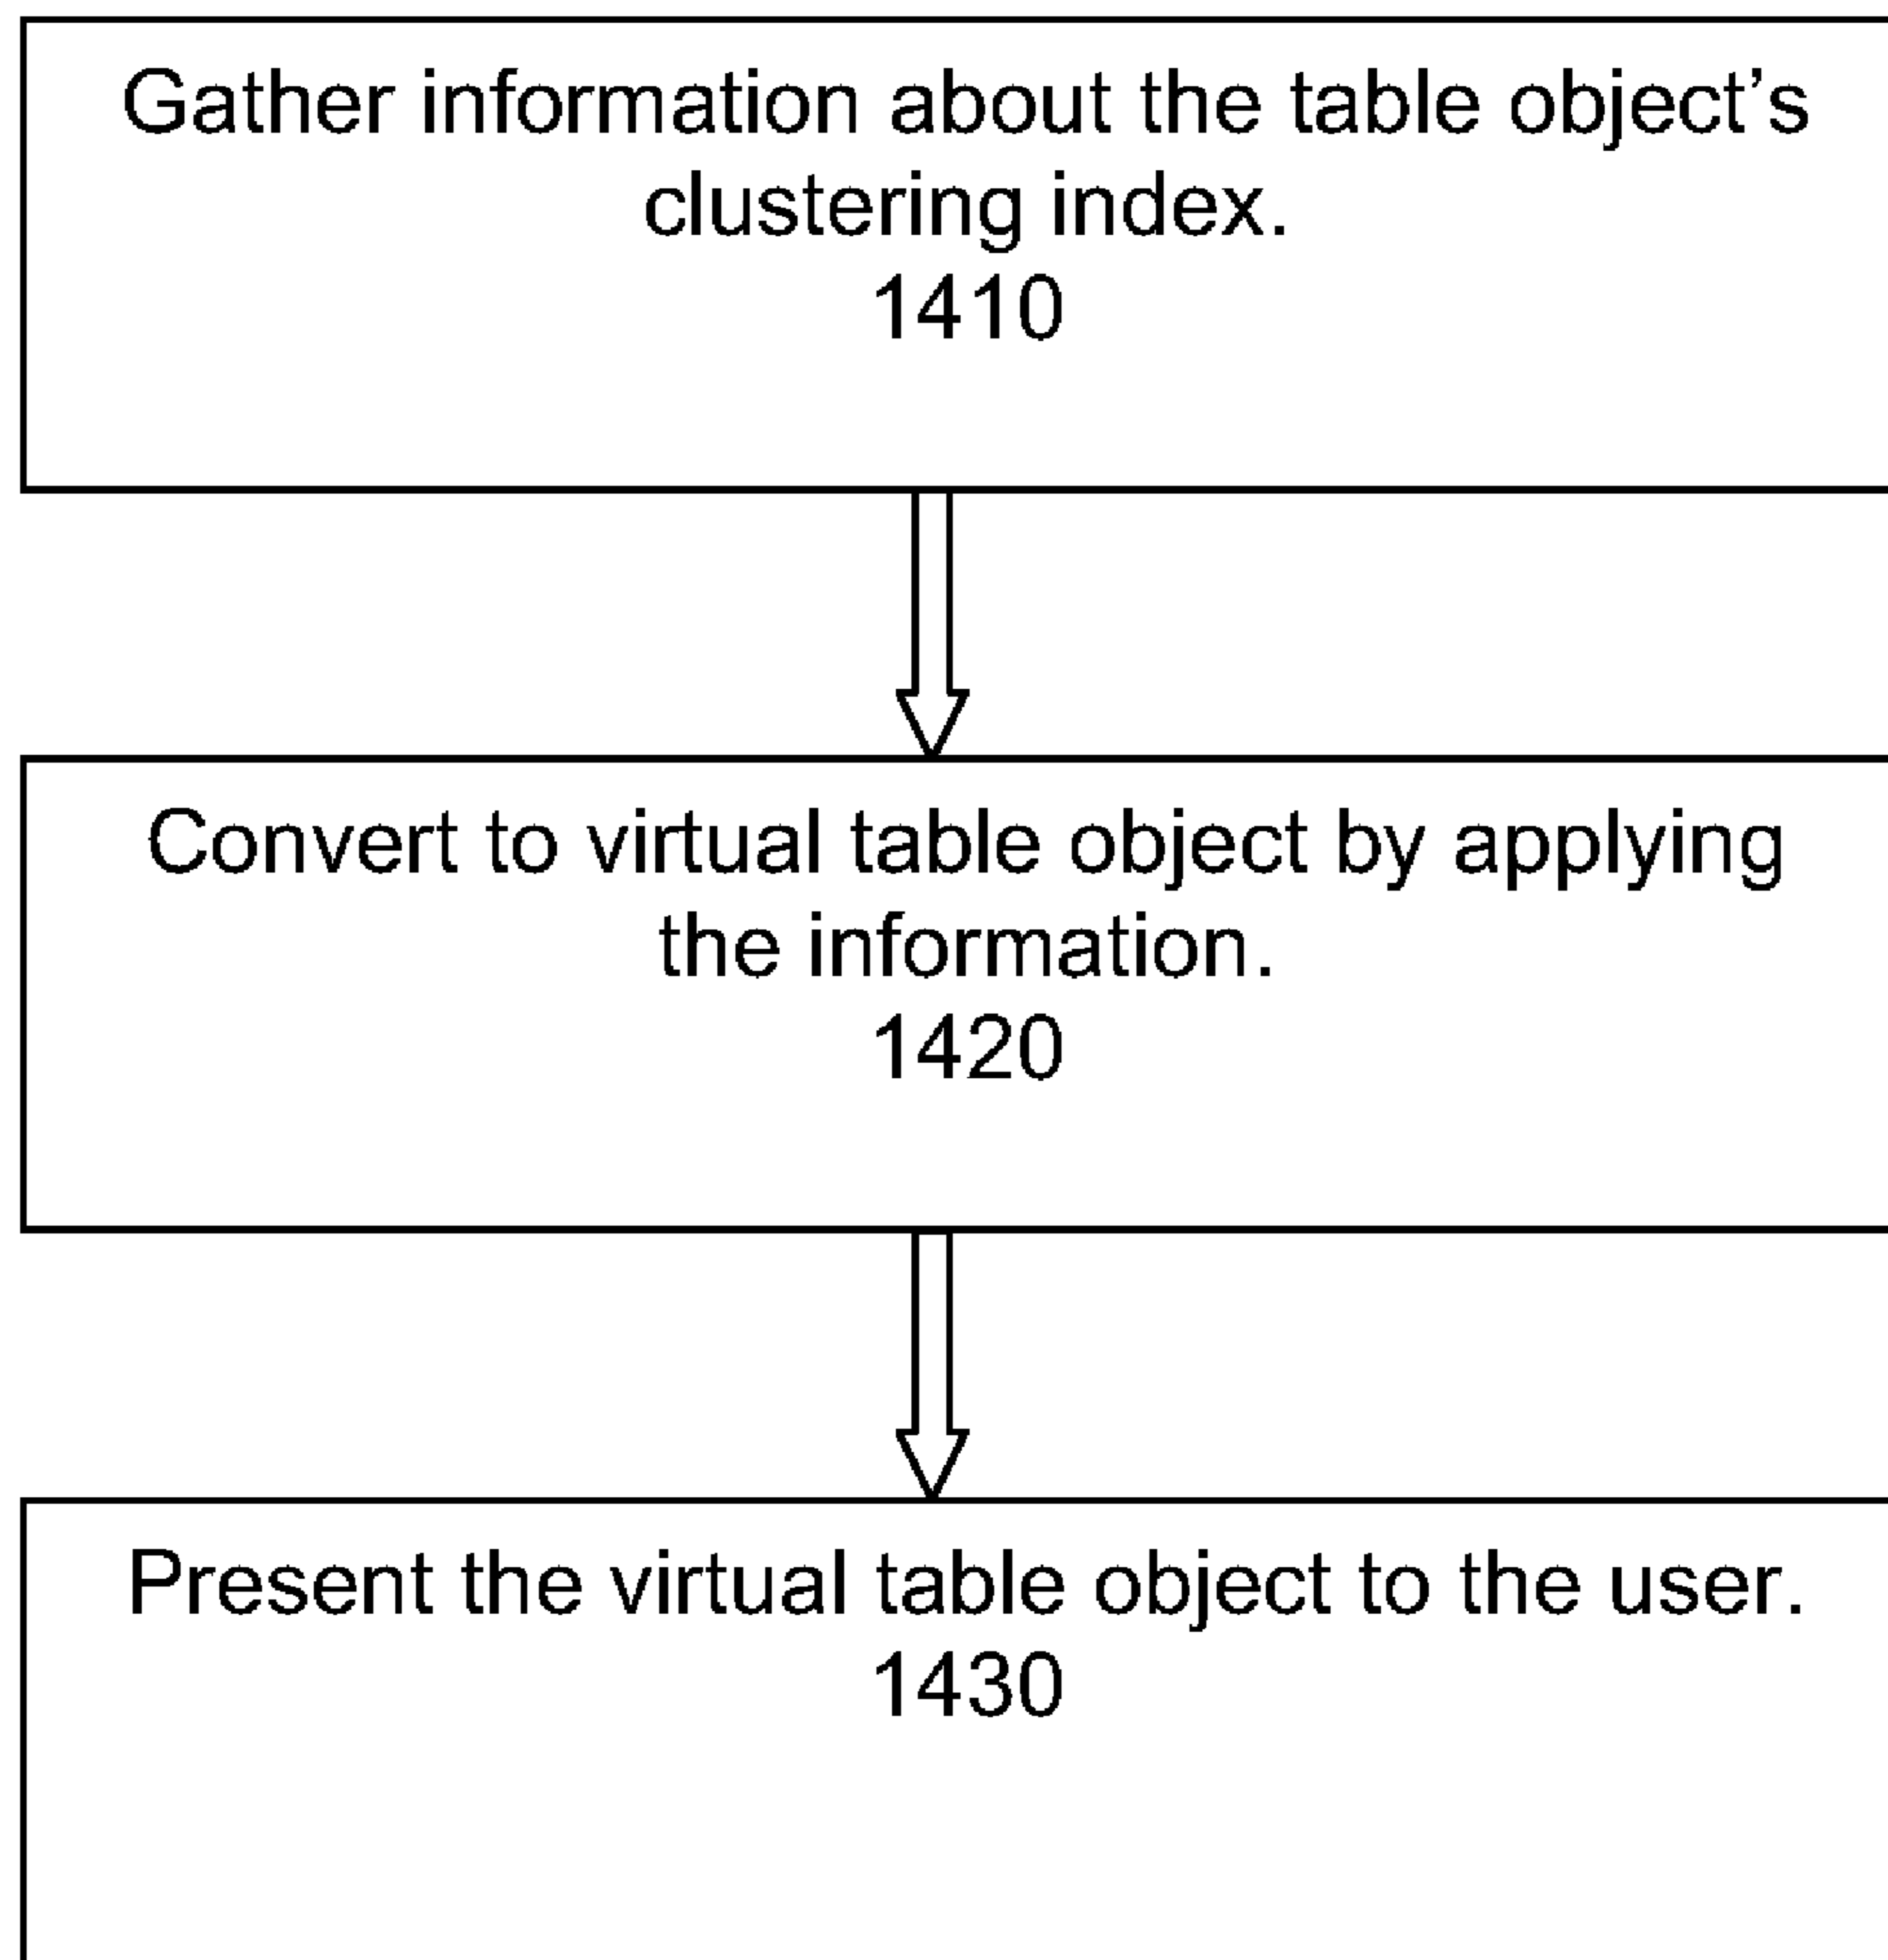 Gather information about the table object’s
clustering index.
1410
Convert to virtual table object by applying
the information.
1420
Present the virtual table object to the user.
1430